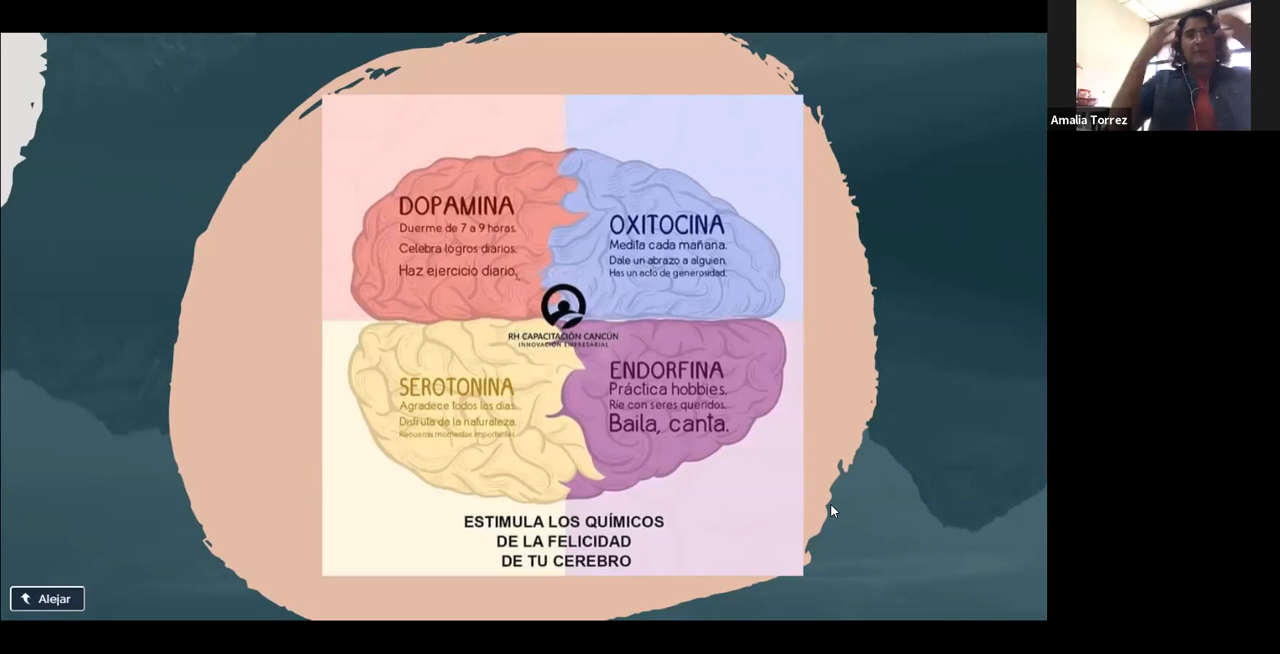 DOPAMINA
Duerme de 7 a 9 horas.
Celebra logros diarios.
Haz ejercicio diario.
OXITOCINA
Medita cada mañana.
Dale un abrazo a alguien.
Has un acto de generosidad.
RH CAPACITACIÓN CANCÚN
INNOVACIÓN EMPRESARIAL
SEROTONINA
Agradece todos los días.
Disfruta de la naturaleza.
Recuerda momentos importantes.
ENDORFINA
Práctica hobbies.
Ríe con seres queridos.
Baila, canta.
ESTIMULA LOS QUÍMICOS
DE LA FELICIDAD
DE TU CEREBRO
Alejar
Amalia Torrez